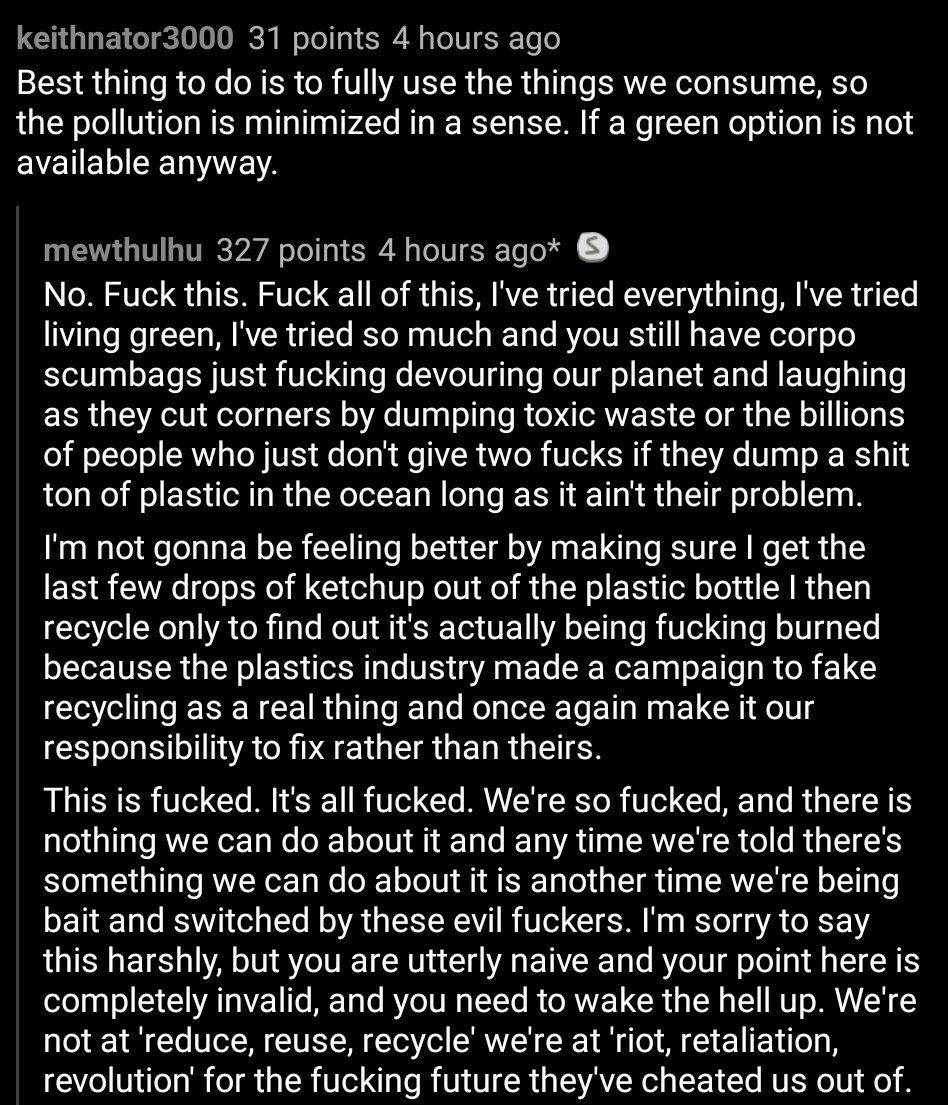 keithnator3000 31 points 4 hours ago
Best thing to do is to fully use the things we consume, so
the pollution is minimized in a sense. If a green option is not
available anyway.
mewthulhu 327 points 4 hours ago* S
No. Fuck this. Fuck all of this, I've tried everything, I've tried
living green, I've tried so much and you still have corpo
scumbags just fucking devouring our planet and laughing
as they cut corners by dumping toxic waste or the billions
of people who just don't give two fucks if they dump a shit
ton of plastic in the ocean long as it ain't their problem.
I'm not gonna be feeling better by making sure I get the
last few drops of ketchup out of the plastic bottle I then
recycle only to find out it's actually being fucking burned
because the plastics industry made a campaign to fake
recycling as a real thing and once again make it our
responsibility to fix rather than theirs.
This is fucked. It's all fucked. We're so fucked, and there is
nothing we can do about it and any time we're told there's
something we can do about it is another time we're being
bait and switched by these evil fuckers. I'm sorry to say
this harshly, but you are utterly naive and your point here is
completely invalid, and you need to wake the hell up. We're
not at 'reduce, reuse, recycle' we're at 'riot, retaliation,
revolution' for the fucking future they've cheated us out of.